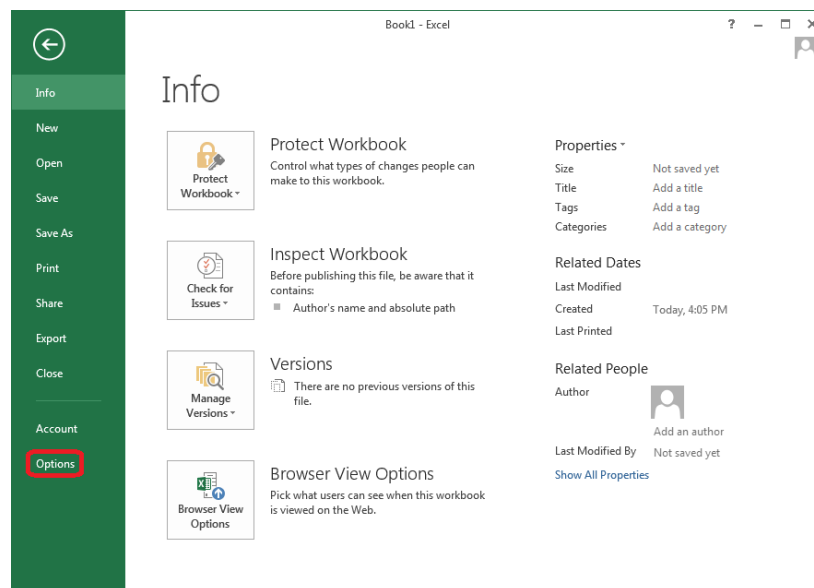 Book1 - Excel
?
Info
New
Open
Save
Save As
Print
Share
Export
Close
Account
Options
Info
Protect
Workbook
Protect Workbook
Control what types of changes people can
make to this workbook.
Check for
Issues
Inspect Workbook
Before publishing this file, be aware that it
contains:
Author's name and absolute path
Manage
Versions
Versions
There are no previous versions of this
file.
Browser View
Options
Browser View Options
Pick what users can see when this workbook
is viewed on the Web.
Properties
Size Not saved yet
Title Add a title
Tags Add a tag
Categories Add a category
Related Dates
Last Modified
Created Today, 4:05 PM
Last Printed
Related People
Author
Add an author
Last Modified By Not saved yet
Show All Properties